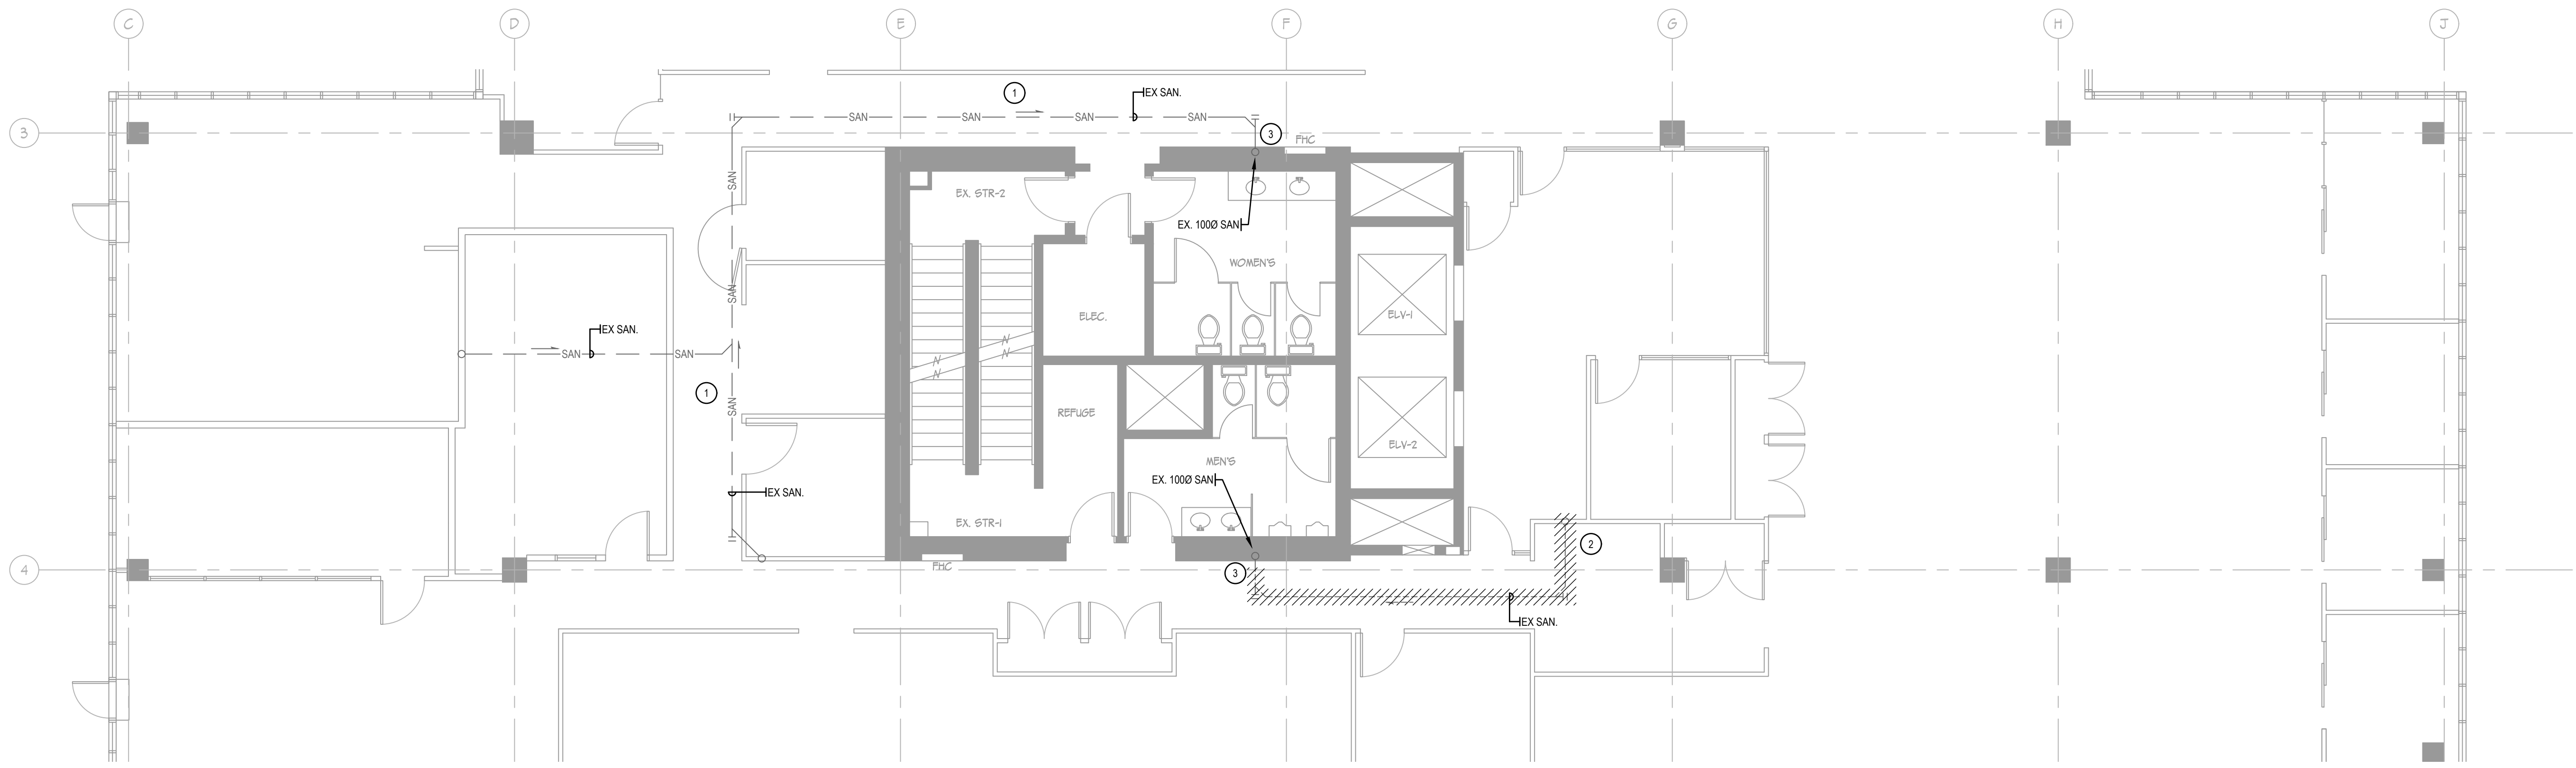 C
D
E
F
G
H
J
1
EX SAN.
SAN
SAN
SAN
SAN
3
3
FHC
SAN
EX. STR-2
EX. 100Ø SAN
WOMEN'S
SAN
ELEC.
ELV-1
EX SAN.
SAN
SAN
1
SAN
REFUGE
ELV-2
MEN'S
EX. 100Ø SAN
EX SAN.
EX. STR-1
2
4
FHC
3
EX SAN.
N
N
N
N